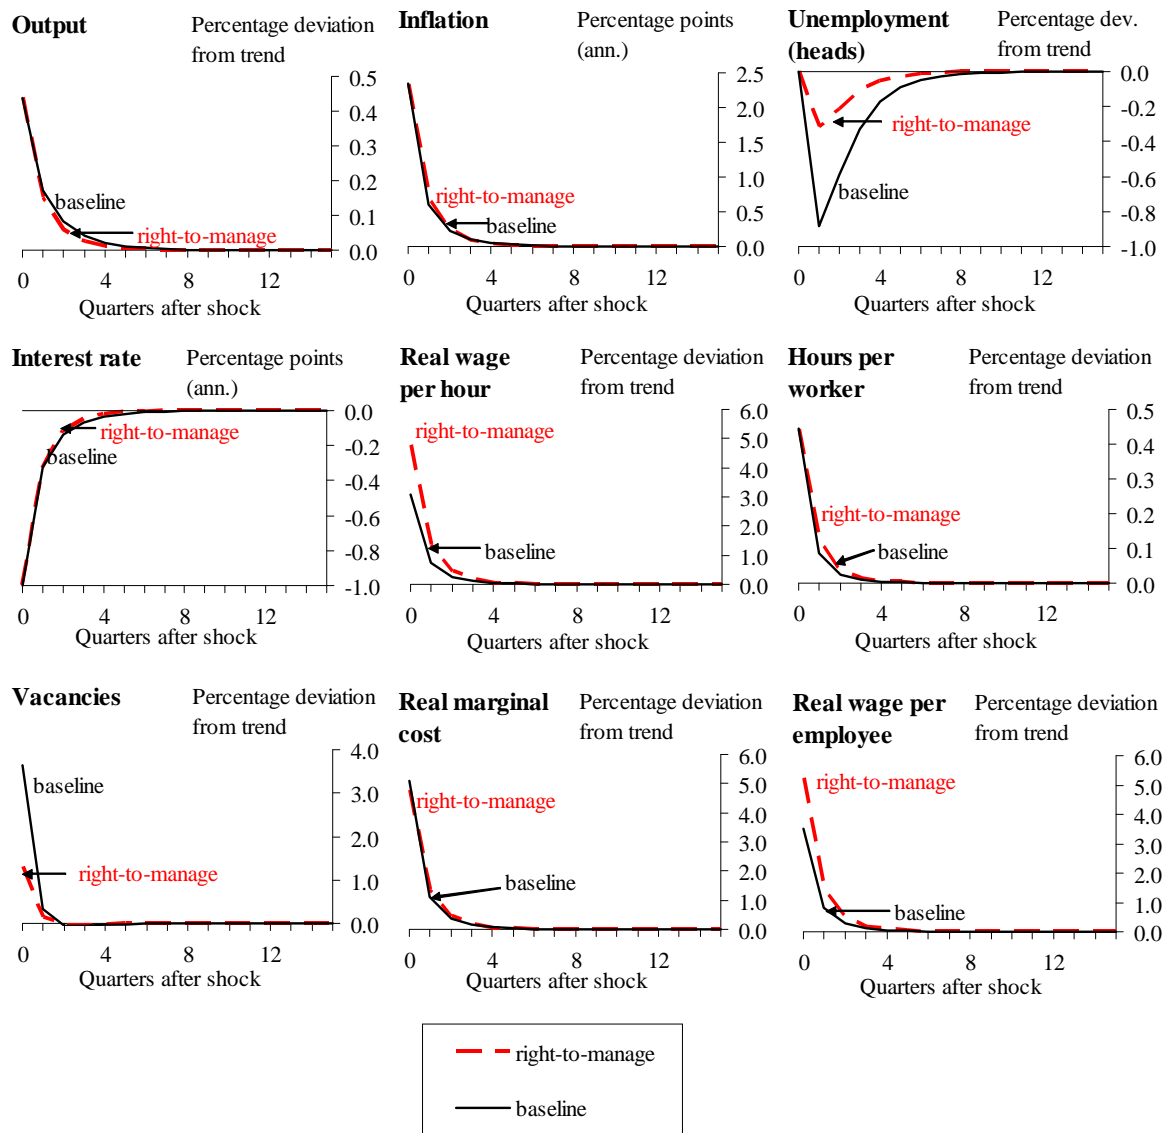 Output
Percentage deviation
from trend
0.5
0.4
0.3
0.2
0.1
0.0
baseline
right-to-manage
0 4 8 12
Quarters after shock
Inflation
Percentage points
(ann.)
2.5
2.0
1.5
1.0
0.5
0.0
right-to-manage
baseline
0 4 8 12
Quarters after shock
Unemployment
(heads)
Percentage dev.
from trend
0.0
-0.2
-0.4
-0.6
-0.8
-1.0
right-to-manage
baseline
0 4 8 12
Quarters after shock
Interest rate
Percentage points
(ann.)
0.0
-0.2
-0.4
-0.6
-0.8
-1.0
right-to-manage
baseline
0 4 8 12
Quarters after shock
Real wage
per hour
Percentage deviation
from trend
6.0
5.0
4.0
3.0
2.0
1.0
0.0
right-to-manage
baseline
0 4 8 12
Quarters after shock
Hours per
worker
Percentage deviation
from trend
0.5
0.4
0.3
0.2
0.1
0.0
right-to-manage
baseline
0 4 8 12
Quarters after shock
Vacancies
Percentage deviation
from trend
4.0
3.0
2.0
1.0
0.0
baseline
right-to-manage
0 4 8 12
Quarters after shock
Real marginal
cost
Percentage deviation
from trend
6.0
5.0
4.0
3.0
2.0
1.0
0.0
right-to-manage
baseline
0 4 8 12
Quarters after shock
Real wage per
employee
Percentage deviation
from trend
6.0
5.0
4.0
3.0
2.0
1.0
0.0
right-to-manage
baseline
0 4 8 12
Quarters after shock
right-to-manage
baseline